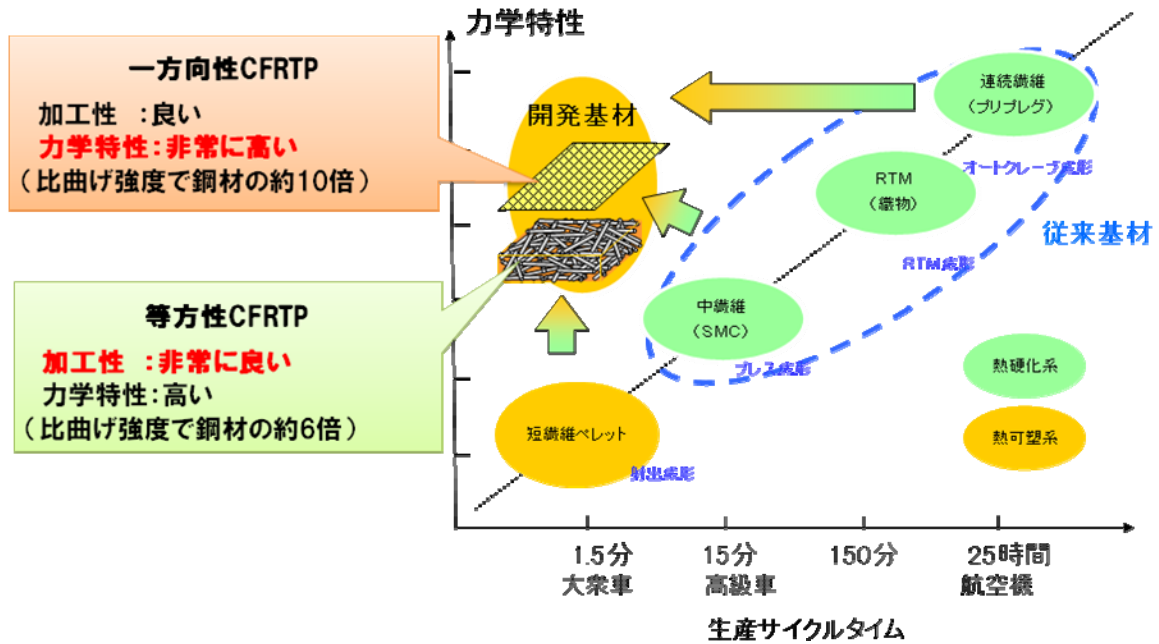 力学特性
一方向性CFRTP
加工性 :良い
力学特性:非常に高い
(比曲げ強度で鋼材の約10倍)
開発基材
連続繊維
(プリプレグ)
オートクレーブ成形
RTM
(織物)
従来基材
RTM成形
等方性CFRTP
加工性 :非常に良い
力学特性:高い
(比曲げ強度で鋼材の約6倍)
中繊維
(SMC)
プレス成形
熱硬化系
短繊維ペレット
熱可塑系
射出成形
1.5分
大衆車
15分
高級車
150分
25時間
航空機
生産サイクルタイム